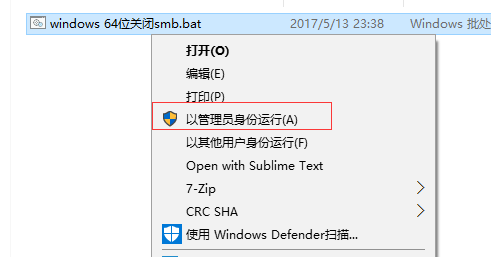 windows 64位关闭smb.bat 2017/5/13 23:38 Windows 批处
打开(O)
编辑(E)
打印(P)
以管理员身份运行(A)
以其他用户身份运行(F)
Open with Sublime Text
7-Zip
CRC SHA
使用 Windows Defender扫描...